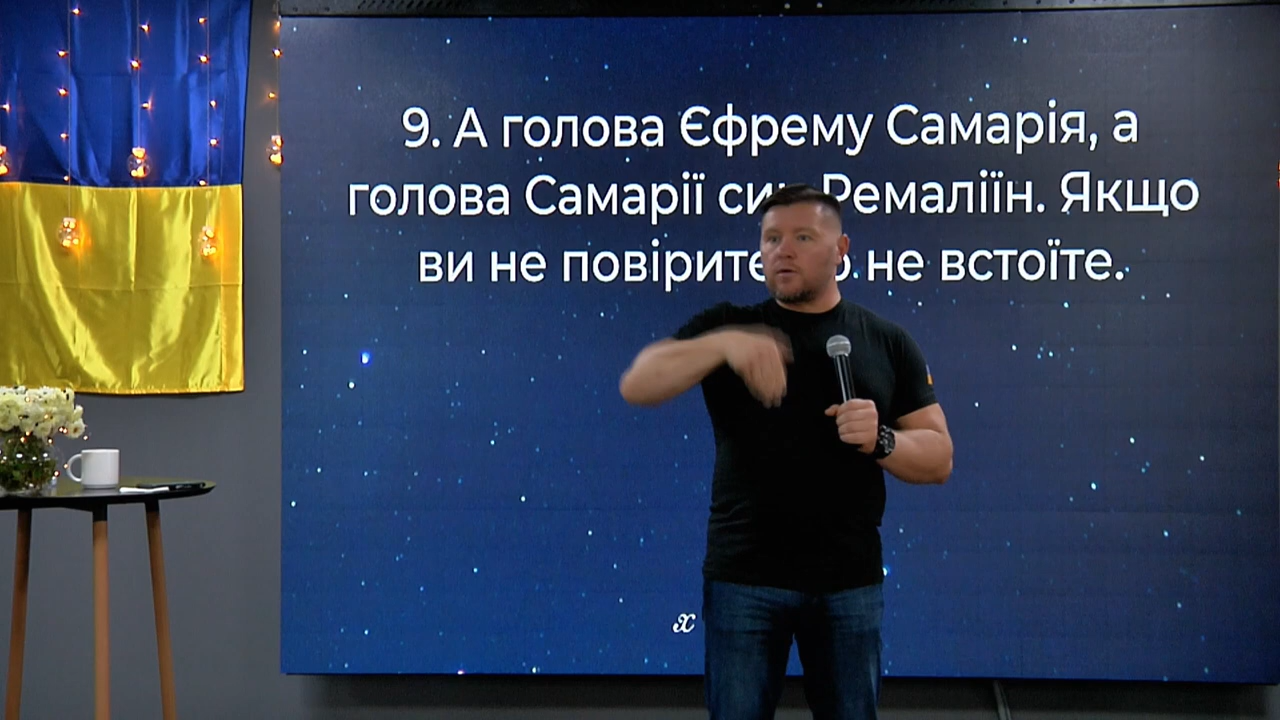 9. А голова Єфрему Самарія, а
голова Самарії Ремаліїн. Якщо
ви не повірите не встоїте.
x